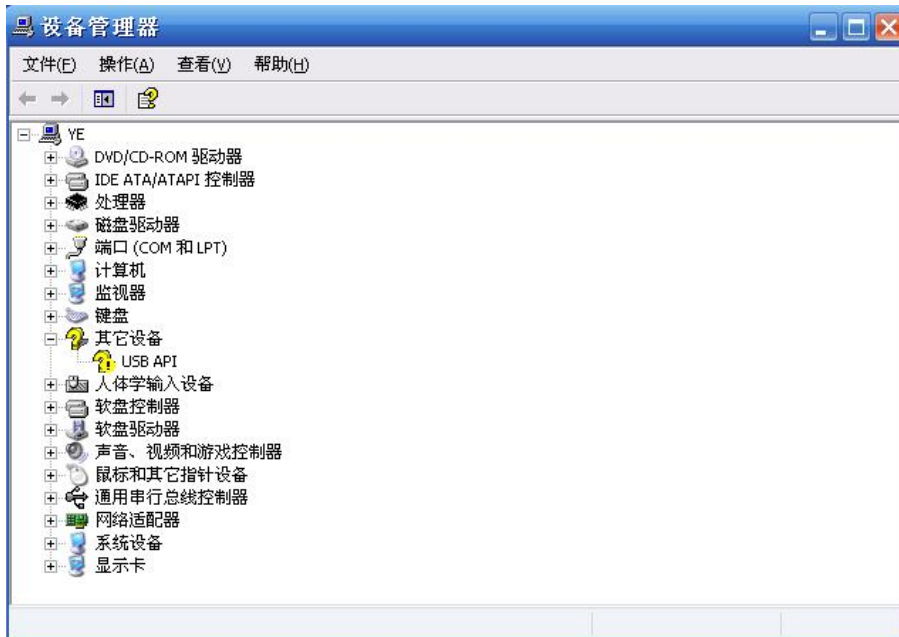 设备管理器
文件(F) 操作(A) 查看(V) 帮助(H)
YE
DVD/CD-ROM 驱动器
IDE ATA/ATAPI 控制器
处理器
磁盘驱动器
端口 (COM 和 LPT)
计算机
监视器
键盘
其它设备
USB API
人体学输入设备
软盘控制器
软盘驱动器
声音、视频和游戏控制器
鼠标和其它指针设备
通用串行总线控制器
网络适配器
系统设备
显示卡